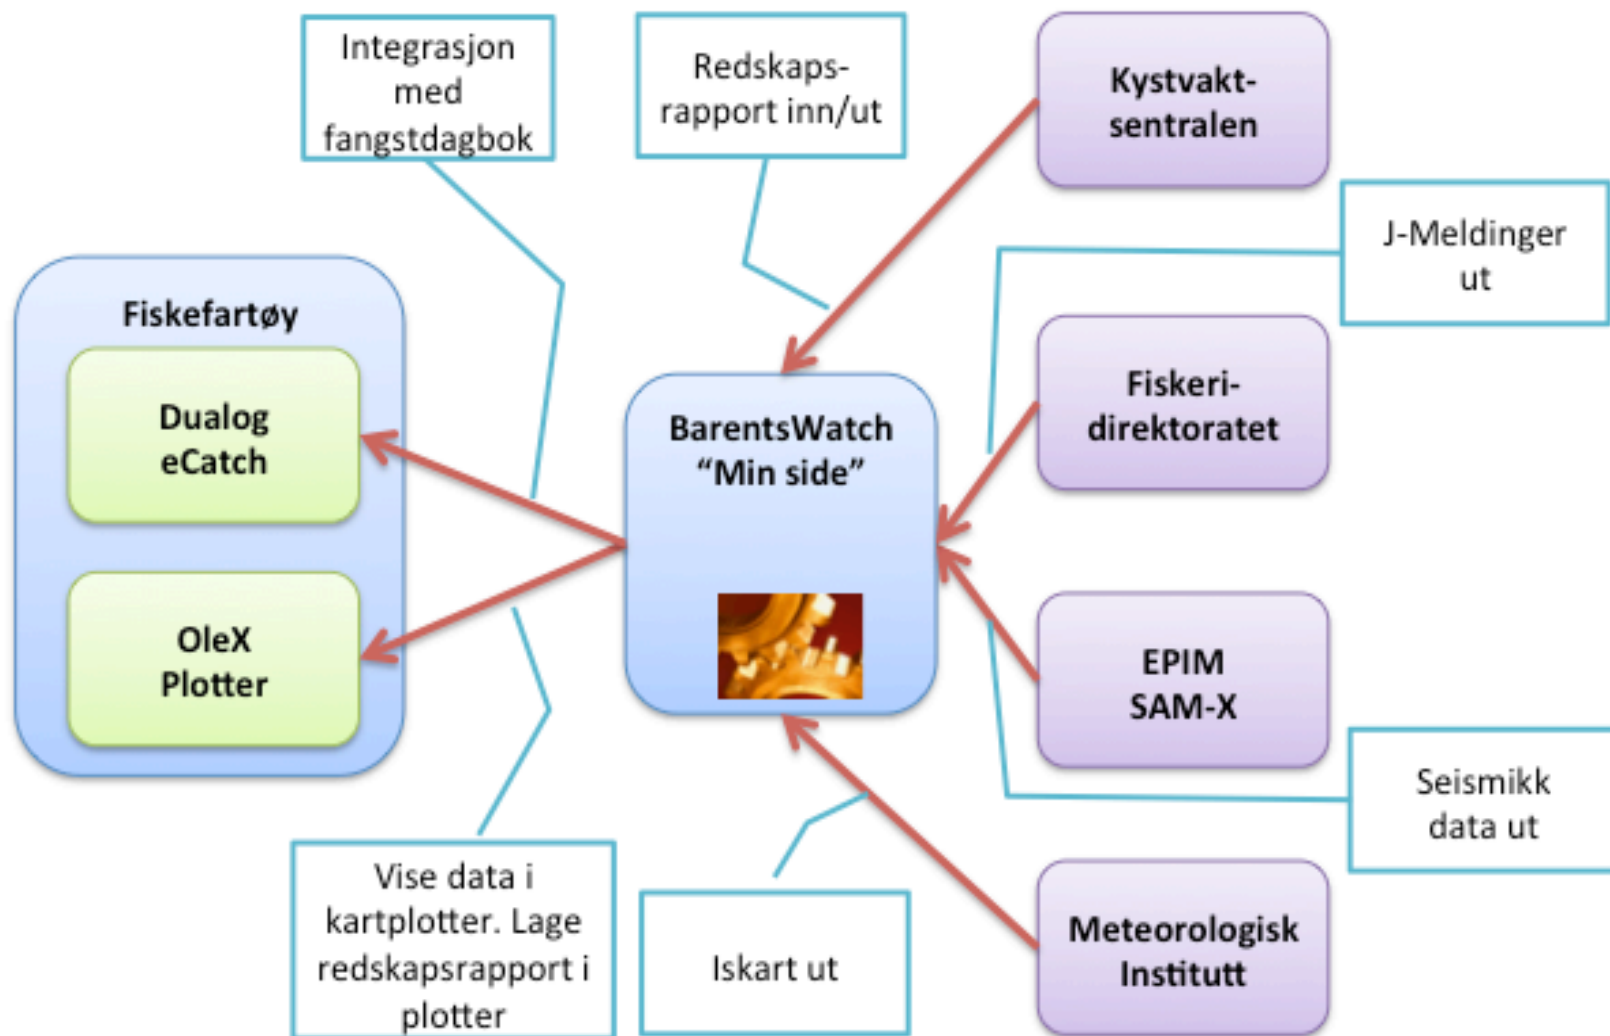 Integrasjon
med
fangstdagbok
Redskaps-
rapport inn/ut
Kystvakt-
sentralen
J-Meldinger
ut
Fiskefartøy
Dualog
eCatch
OleX
Plotter
BarentsWatch
“Min side”
Fiskeri-
direktoratet
EPIM
SAM-X
Seismikk
data ut
Vise data i
kartplotter. Lage
redskapsrapport i
plotter
Iskart ut
Meteorologisk
Institutt